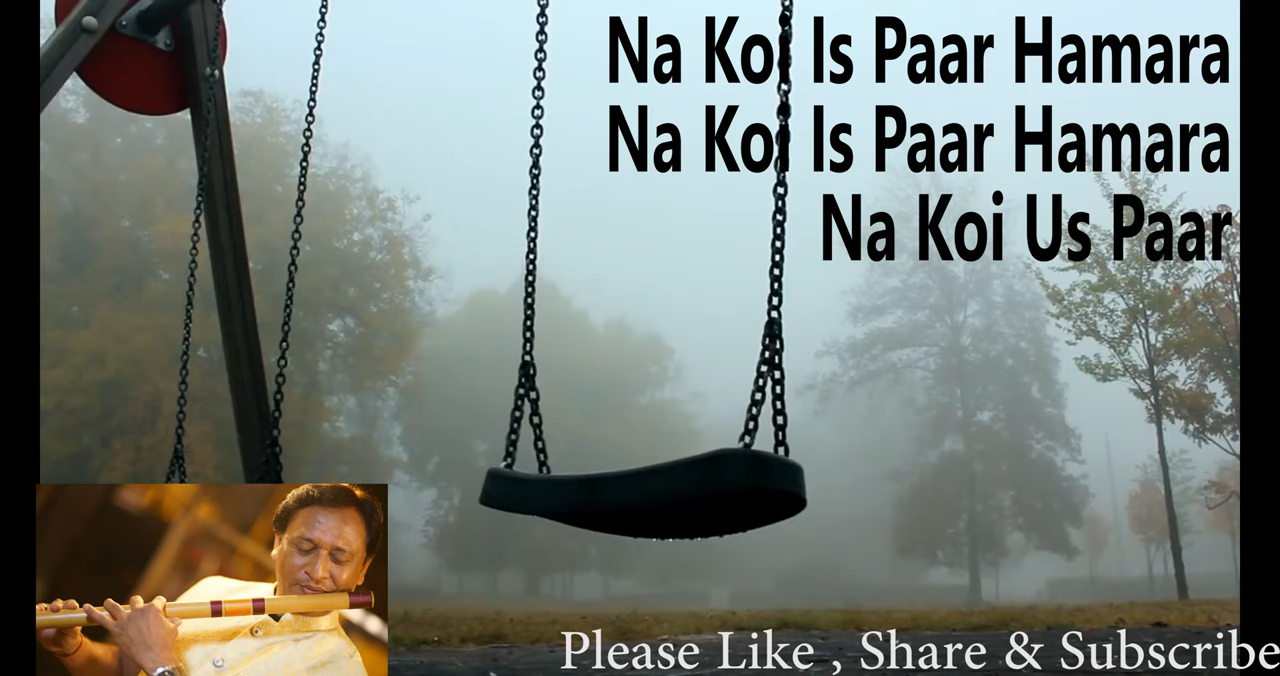 Na Koi Is Paar Hamara
Na Koi Is Paar Hamara
Na Koi Us Paar
Please Like , Share & Subscribe